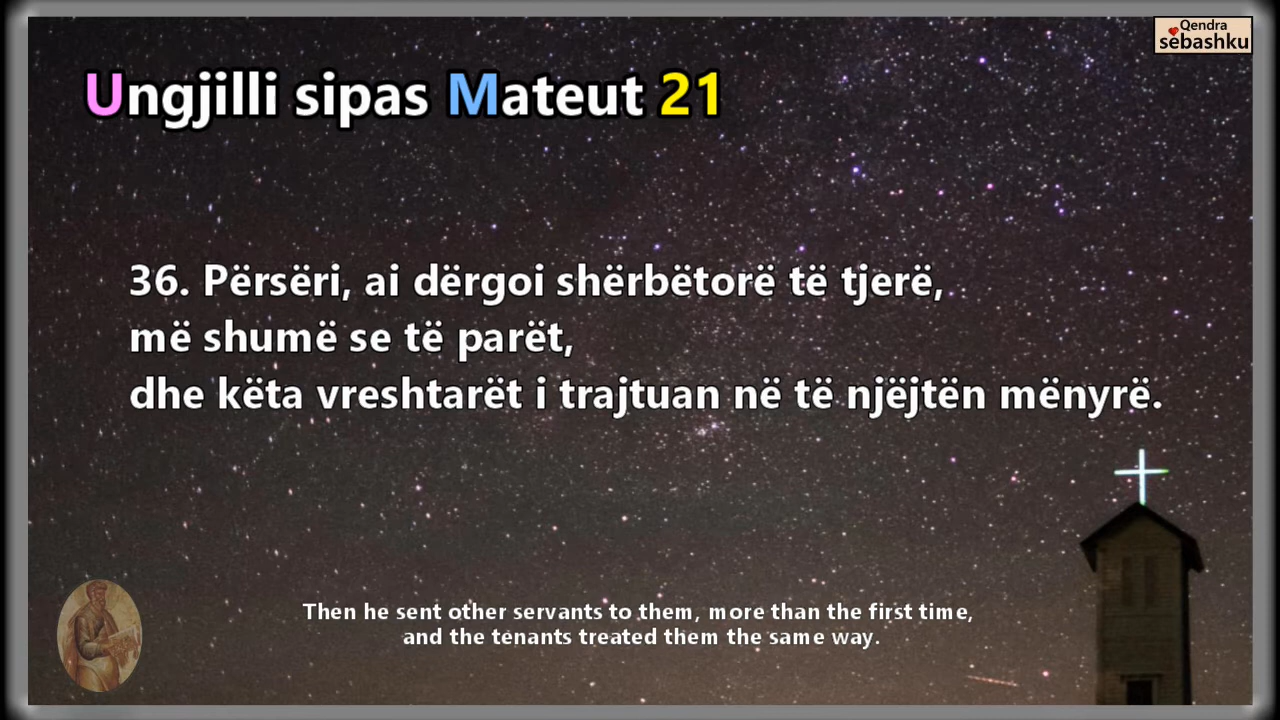 Qendra
sëbashku
Ungjilli sipas Mateut 21
36. Përsëri, ai dërgoi shërbëtorë të tjerë,
më shumë se të parët,
dhe këta vreshtarët i trajtuan në të njëjtën mënyrë.
Then he sent other servants to them, more than the first time,
and the tenants treated them the same way.